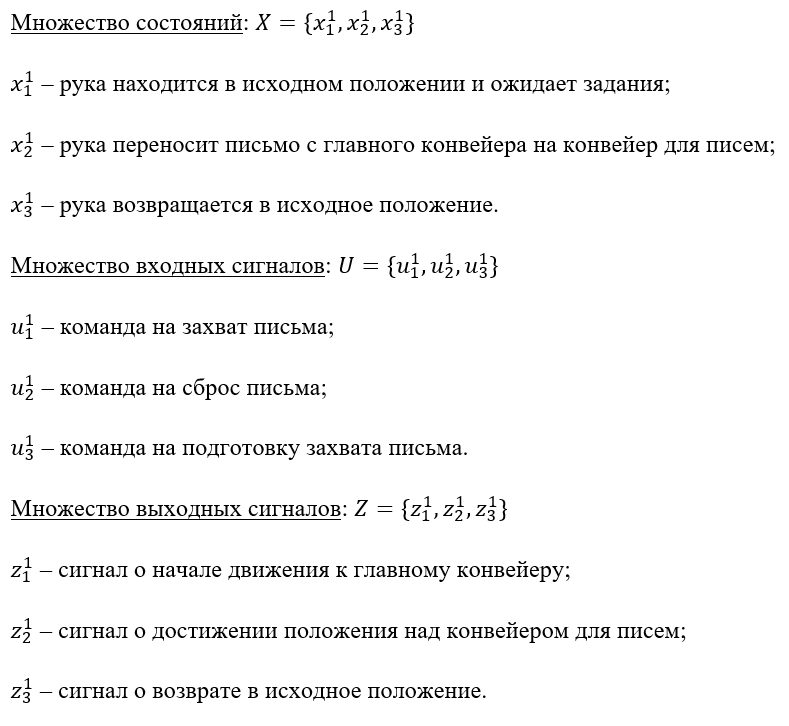 Множество состояний: $X = \{x_1^1, x_2^1, x_3^1\}$
$x_1^1$ – рука находится в исходном положении и ожидает задания;
$x_2^1$ – рука переносит письмо с главного конвейера на конвейер для писем;
$x_3^1$ – рука возвращается в исходное положение.
Множество входных сигналов: $U = \{u_1^1, u_2^1, u_3^1\}$
$u_1^1$ – команда на захват письма;
$u_2^1$ – команда на сброс письма;
$u_3^1$ – команда на подготовку захвата письма.
Множество выходных сигналов: $Z = \{z_1^1, z_2^1, z_3^1\}$
$z_1^1$ – сигнал о начале движения к главному конвейеру;
$z_2^1$ – сигнал о достижении положения над конвейером для писем;
$z_3^1$ – сигнал о возврате в исходное положение.